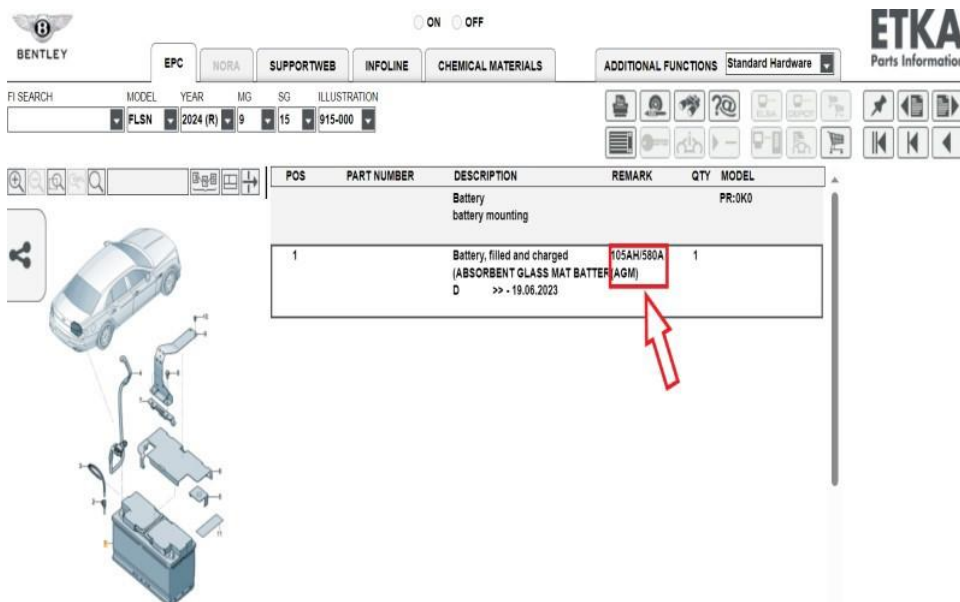 B
BENTLEY
ON OFF
ETKA
Parts Information
EPC NORA SUPPORTWEB INFOLINE CHEMICAL MATERIALS ADDITIONAL FUNCTIONS Standard Hardware
FI SEARCH MODEL YEAR MG SG ILLUSTRATION
FLSN 2024 (R) 9 15 915-000
ELSA DEPCP
POS PART NUMBER DESCRIPTION REMARK QTY MODEL
Battery PR:0K0
battery mounting
1 Battery, filled and charged 105AH/580A 1
(ABSORBENT GLASS MAT BATTER(AGM)
D >> - 19.06.2023